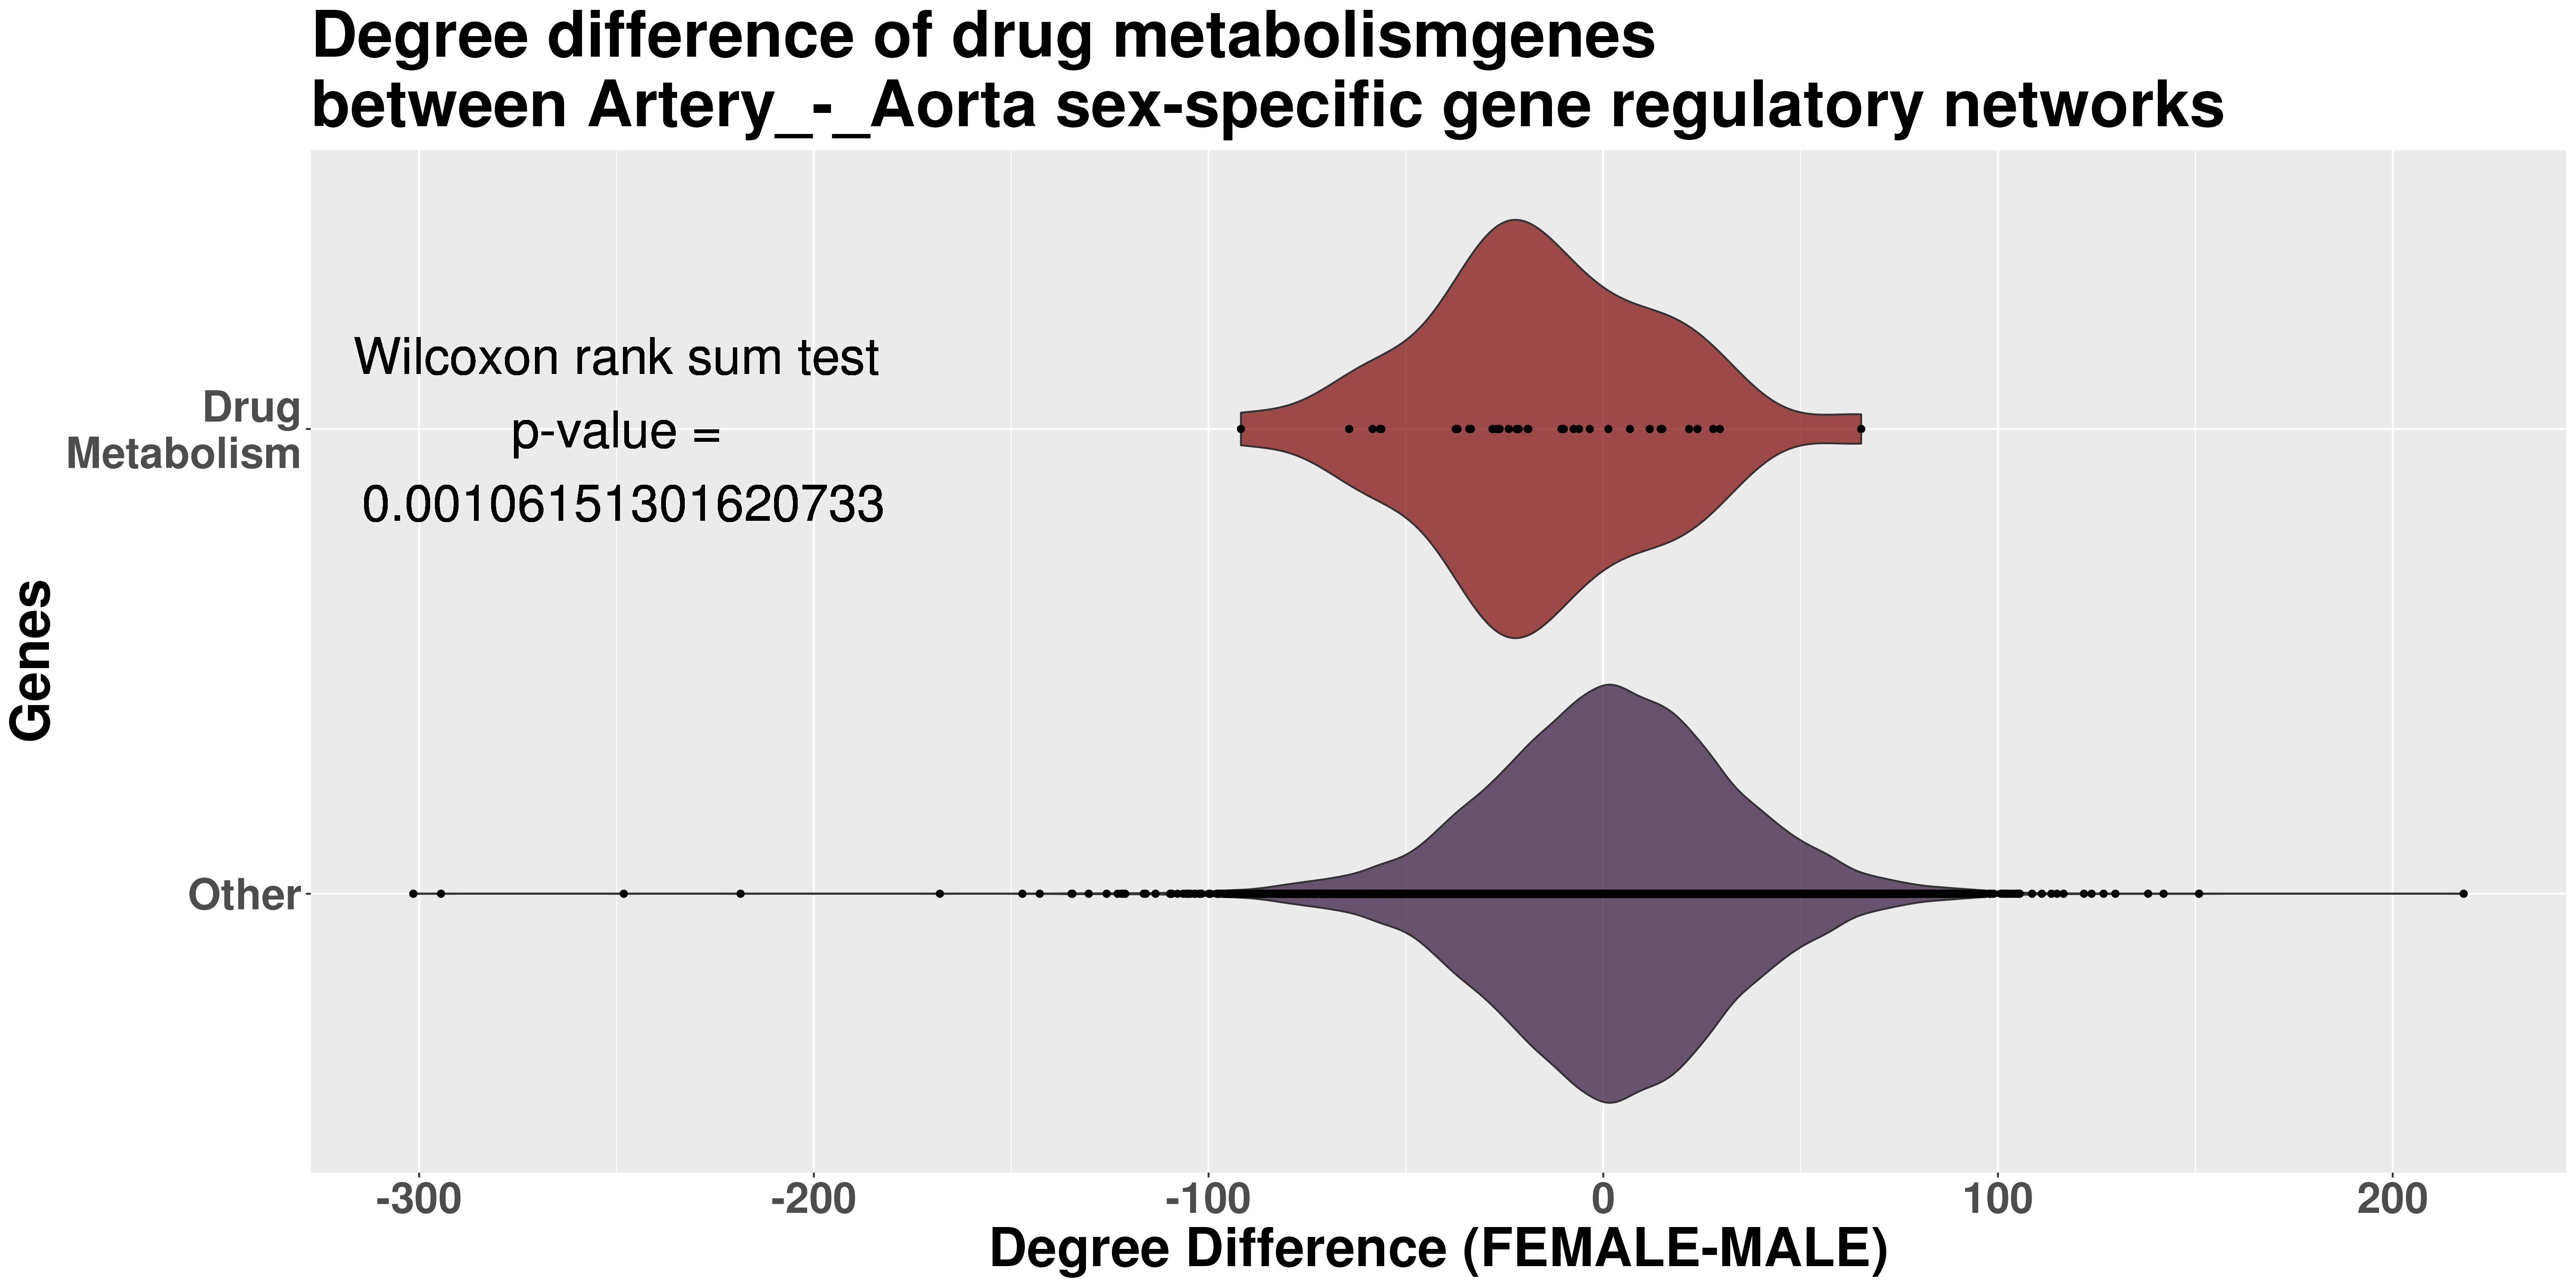 Degree difference of drug metabolismgenes
between Artery_-_Aorta sex-specific gene regulatory networks
Wilcoxon rank sum test
p-value =
0.00106151301620733
Drug
Metabolism
Other
Genes
-300
-200
-100
0
100
200
Degree Difference (FEMALE-MALE)